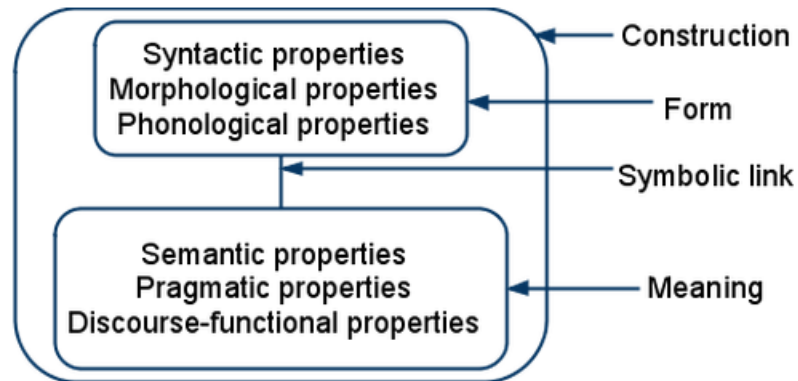 Syntactic properties
Morphological properties
Phonological properties
Semantic properties
Pragmatic properties
Discourse-functional properties
Construction
Form
Symbolic link
Meaning